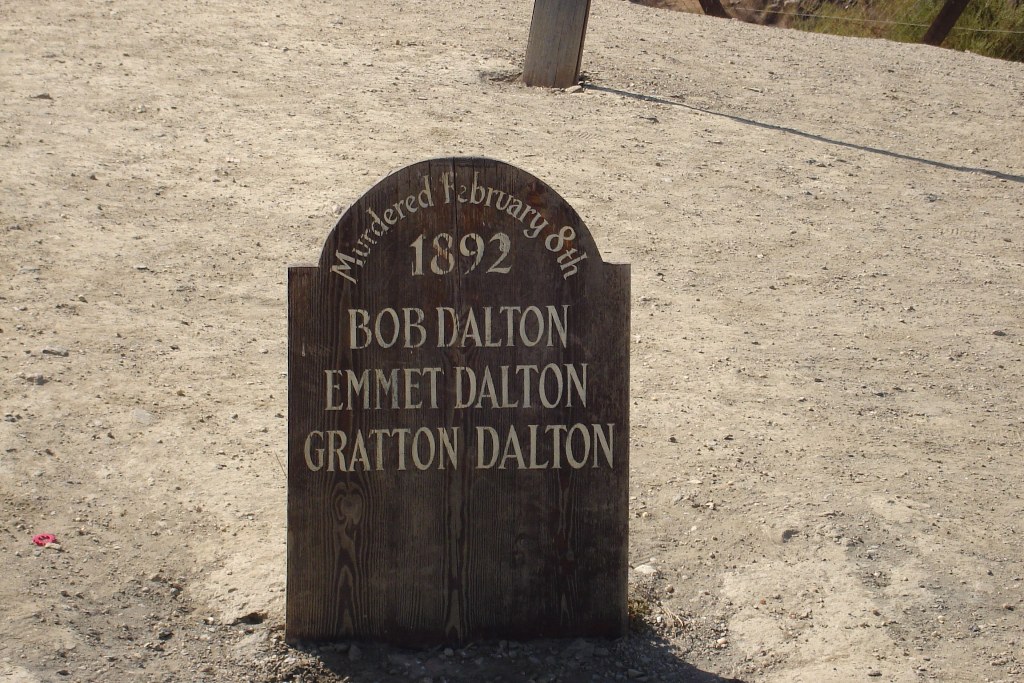 Murdered February 8th
1892
BOB DALTON
EMMET DALTON
GRATTON DALTON